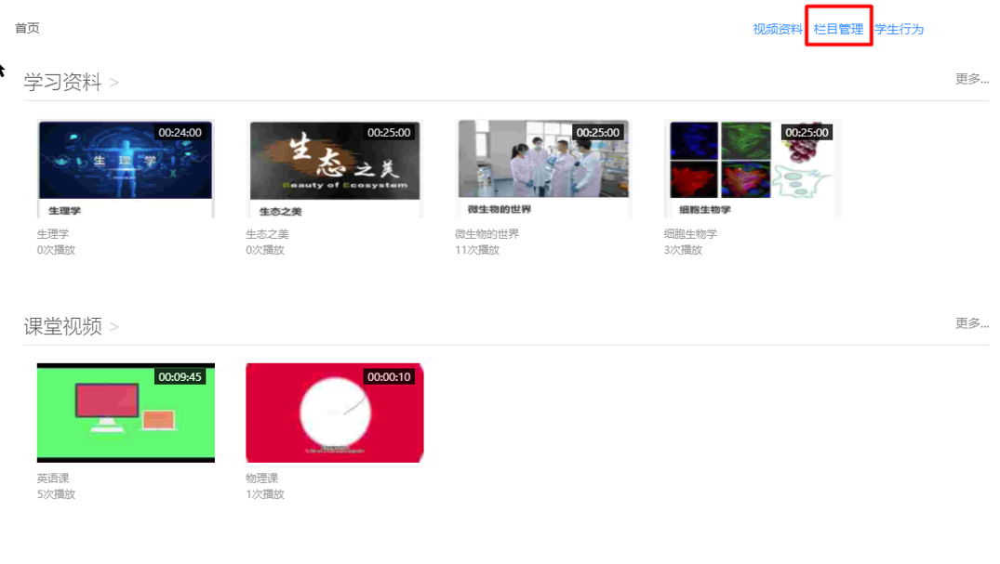 首页
视频资料 栏目管理 学生行为
学习资料 >
更多...
00:24:00
生 理 学
生理学
生理学
0次播放
00:25:00
生态之美
Beauty of Ecosystem
生态之美
生态之美
0次播放
00:25:00
微生物的世界
微生物的世界
11次播放
00:25:00
细胞生物学
细胞生物学
3次播放
课堂视频 >
更多...
00:09:45
英语课
5次播放
00:00:10
物理课
1次播放